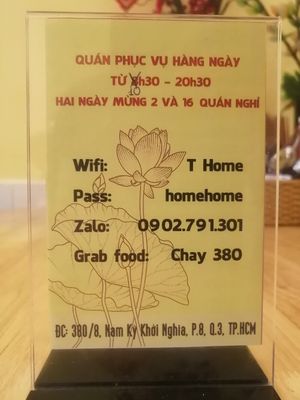 QUÁN PHỤC VỤ HÀNG NGÀY
TỪ 8h30 - 20h30
10
HAI NGÀY MÙNG 2 VÀ 16 QUÁN NGHỈ
Wifi: T Home
Pass: homehome
Zalo: 0902.791.301
Grab food: Chay 380
ĐC: 380/8, Nam Kỳ Khởi Nghĩa, P.8, Q.3, TP.HCM